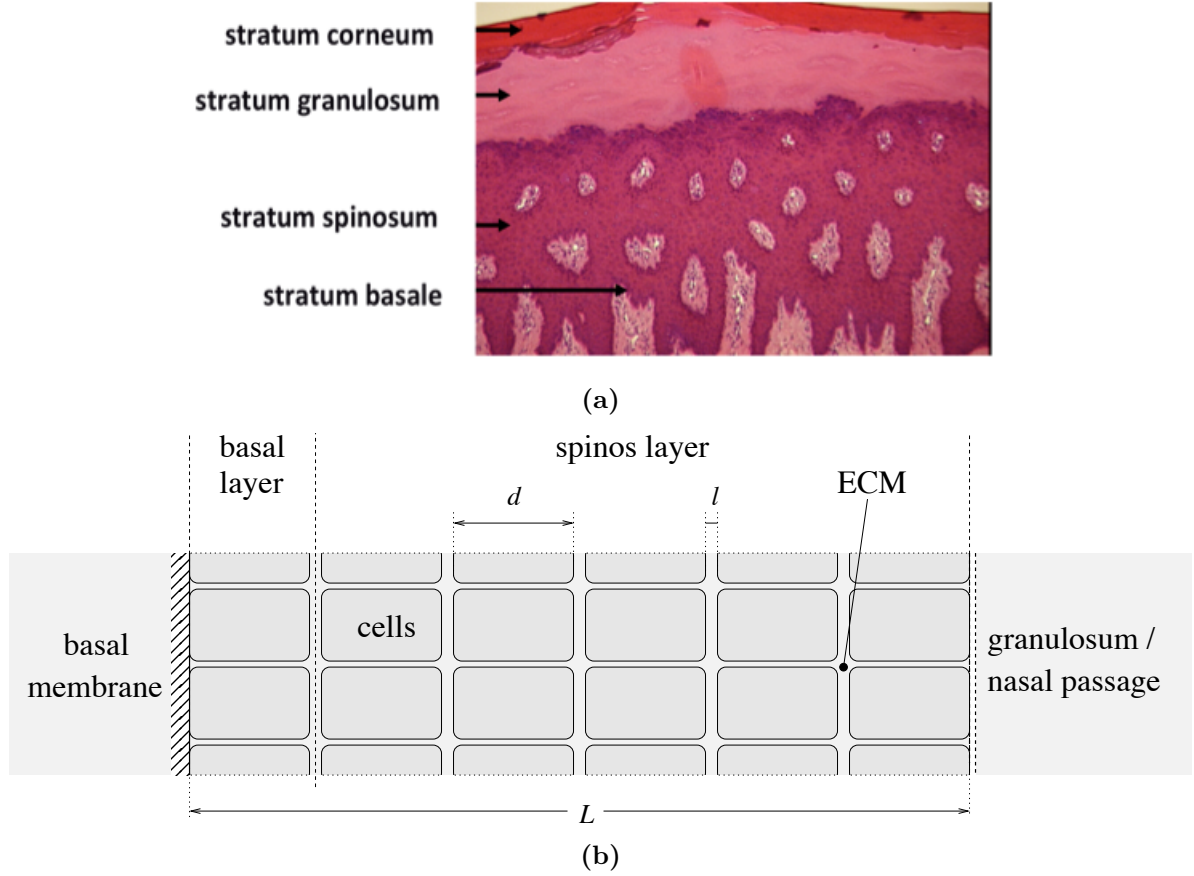 stratum corneum
stratum granulosum
stratum spinosum
stratum basale
(a)
basal
layer
spinos layer
d
l
ECM
cells
basal
membrane
granulosum /
nasal passage
L
(b)